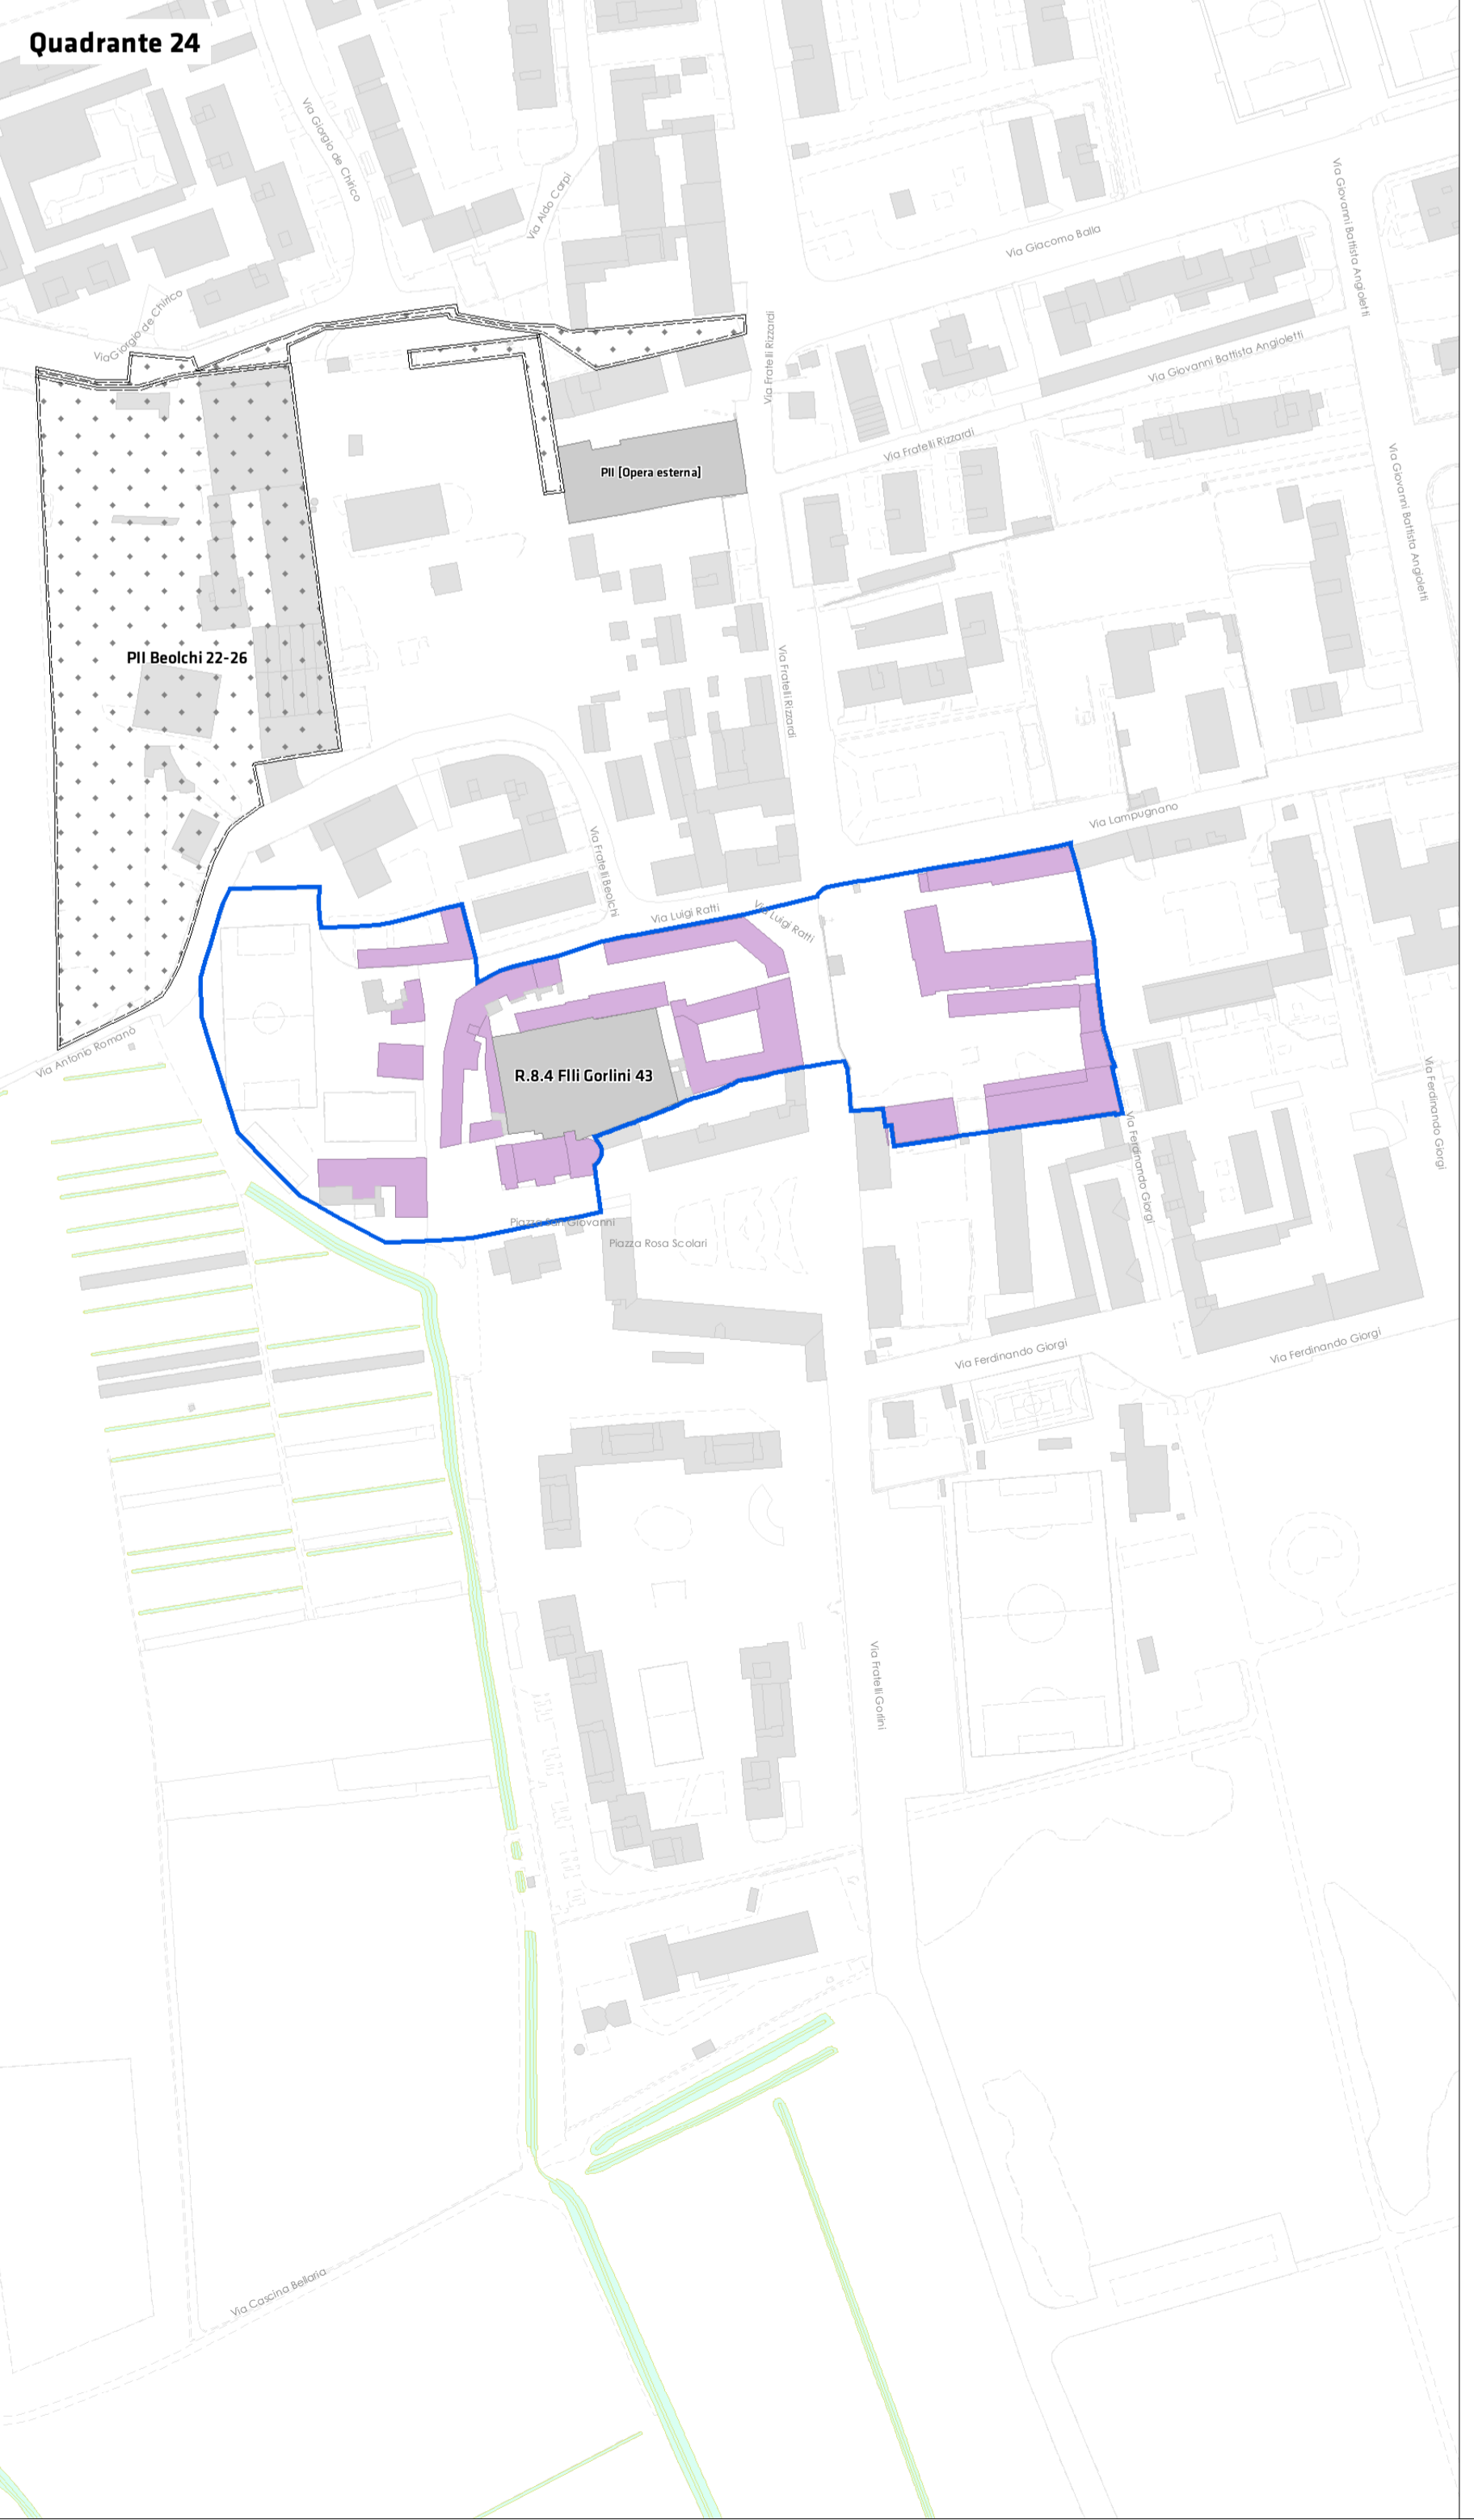 Quadrante 24
Via Giorgio de Chirico
Via Aldo Carpi
Via Giovanni Battista Angioletti
Via Giacomo Balla
Via Giorgio de Chirico
Via Fratelli Rizzardi
Via Giovanni Battista Angioletti
Via Fratelli Rizzardi
PII [Opera esterna]
Via Giovanni Battista Angioletti
PII Beolchi 22-26
Via Fratelli Rizzardi
Via Lampugnano
Via Fratelli Beolchi
Via Luigi Ratti
Via Luigi Ratti
Via Antonio Romanò
R.8.4 Flli Gorlini 43
Via Ferdinando Giorgi
Via Ferdinando Giorgi
Piazza San Giovanni
Piazza Rosa Scolari
Via Ferdinando Giorgi
Via Ferdinando Giorgi
Via Fratelli Gorlini
Via Cascina Bellaria